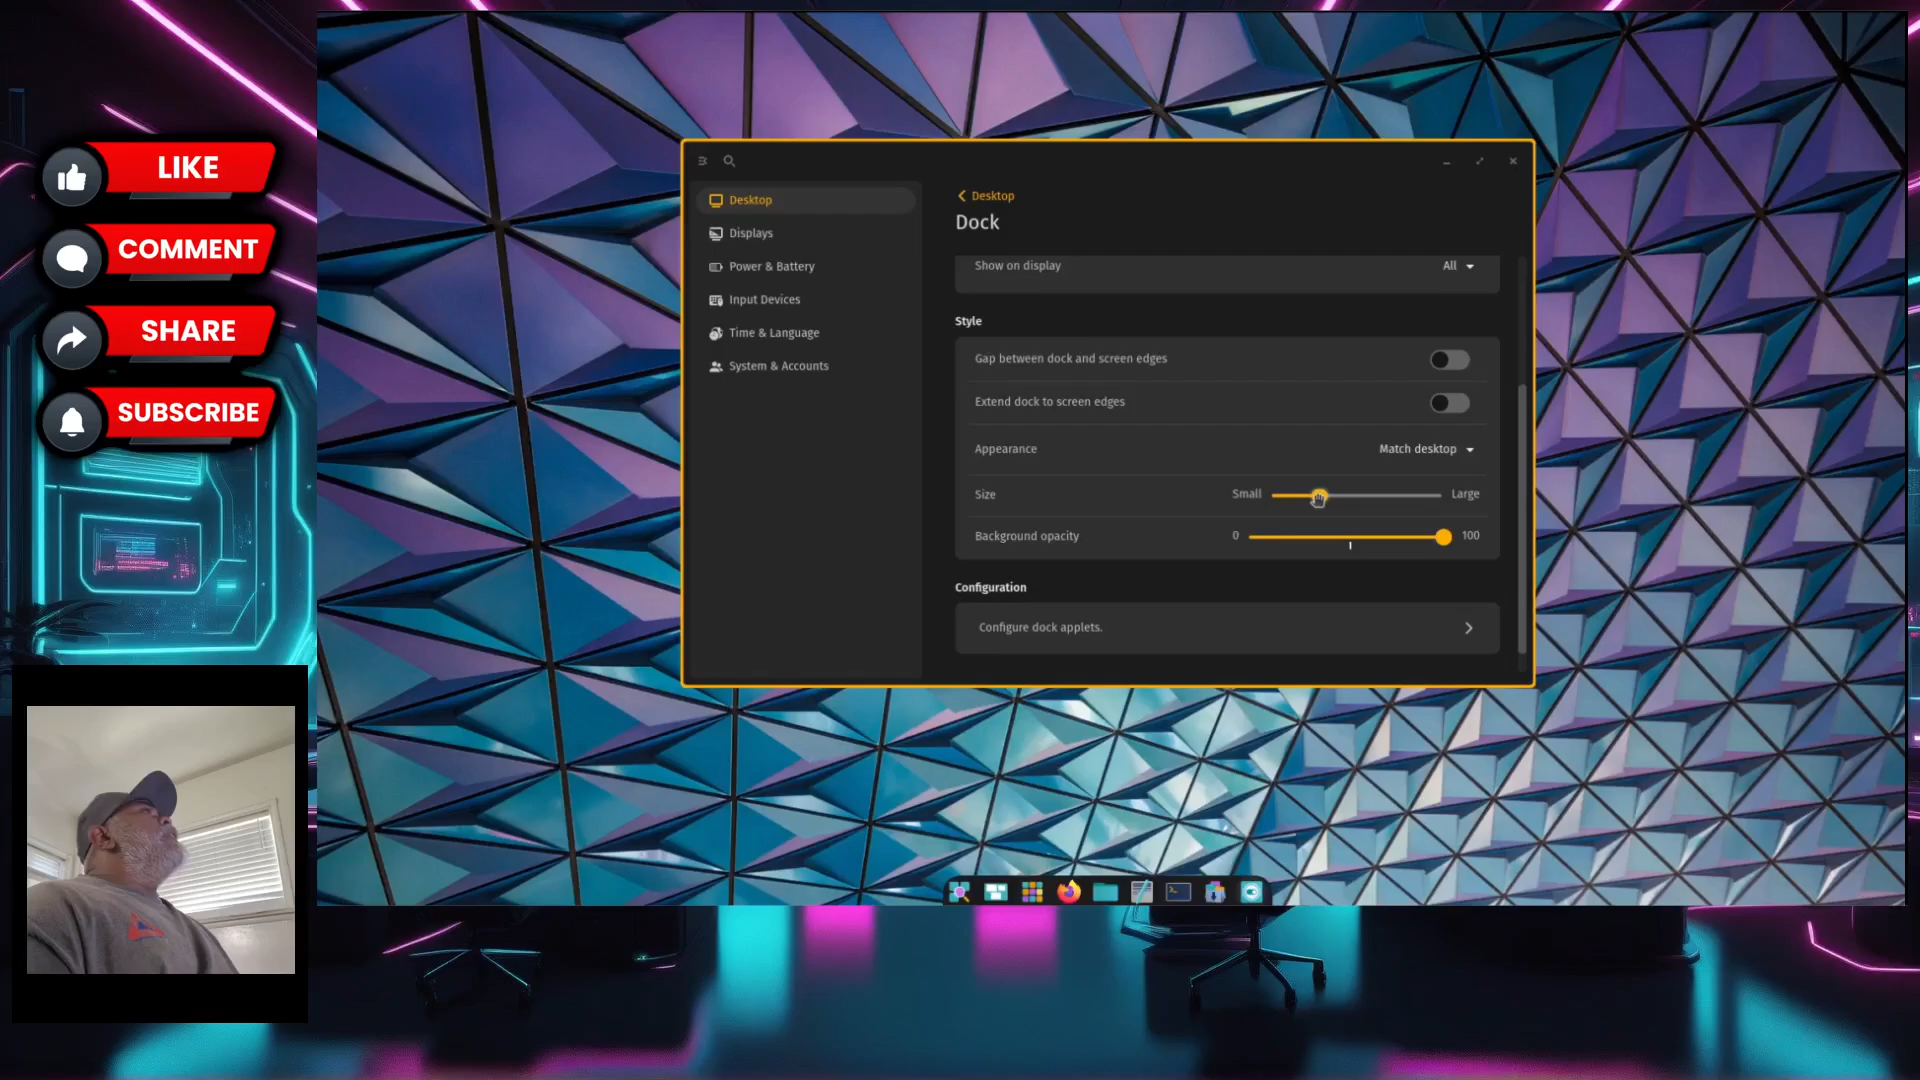 LIKE
COMMENT
SHARE
SUBSCRIBE
Desktop
Displays
Power & Battery
Input Devices
Time & Language
System & Accounts
Desktop
Dock
Show on display
All
Style
Gap between dock and screen edges
Extend dock to screen edges
Appearance
Match desktop
Size
Small
Large
Background opacity
0
100
Configuration
Configure dock applets.